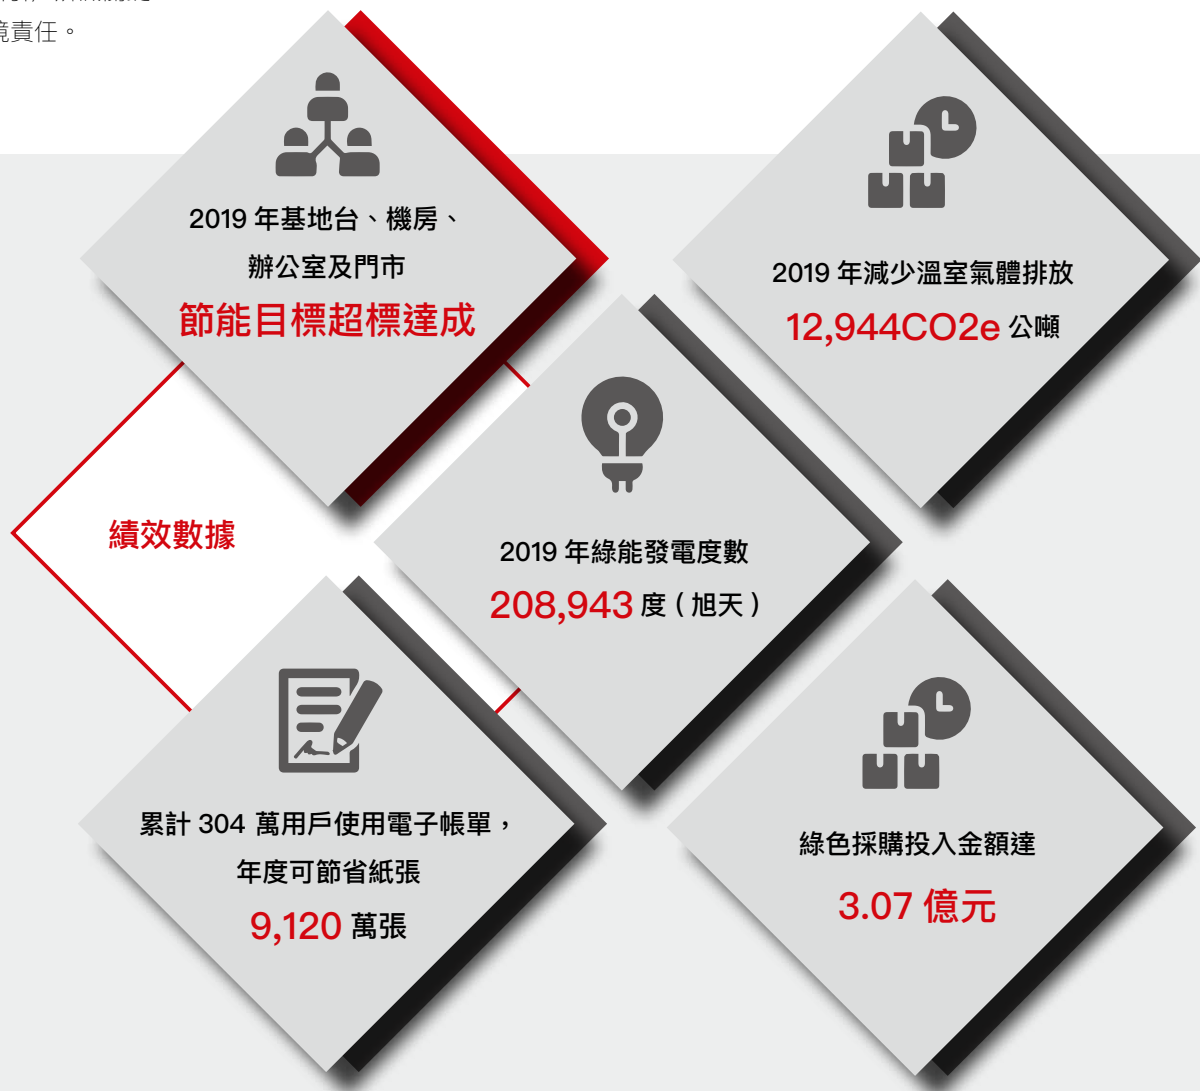 境責任。
2019 年基地台、機房、
辦公室及門市
節能目標超標達成
2019 年減少溫室氣體排放
12,944CO2e 公噸
績效數據
2019 年綠能發電度數
208,943 度（旭天）
累計 304 萬用戶使用電子帳單，
年度可節省紙張
9,120 萬張
綠色採購投入金額達
3.07 億元